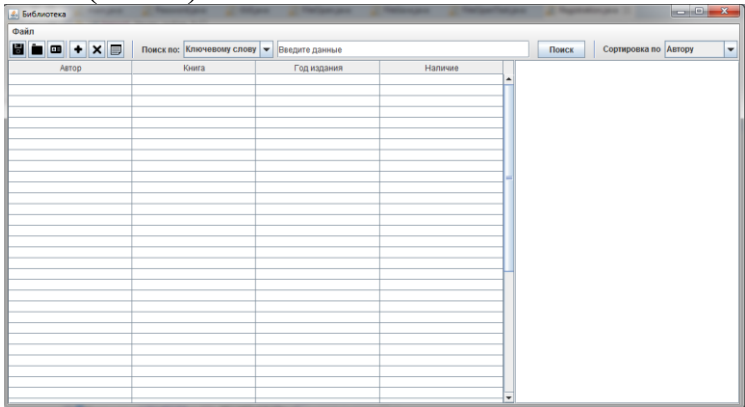 Библиотека
Файл
Поиск по: Ключевому слову Введите данные Поиск Сортировка по Автору
Автор Книга Год издания Наличие